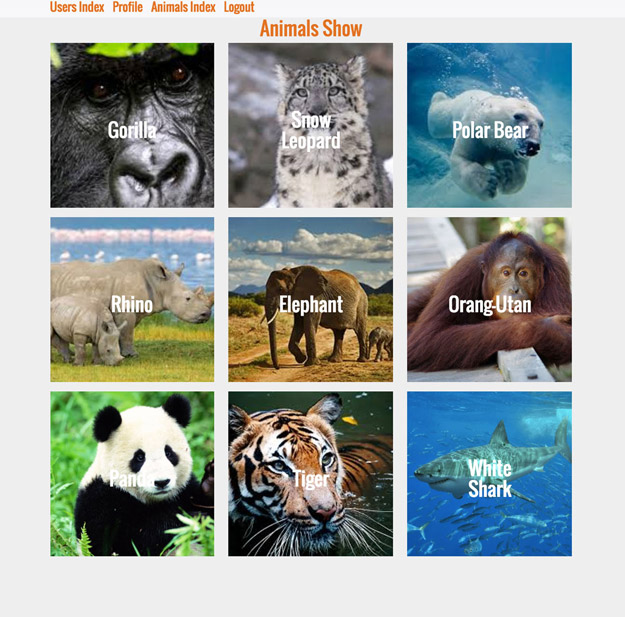 Users Index Profile Animals Index Logout
Animals Show
Gorilla
Snow
Leopard
Polar Bear
Rhino
Elephant
Orang-Utan
Panda
Tiger
White
Shark